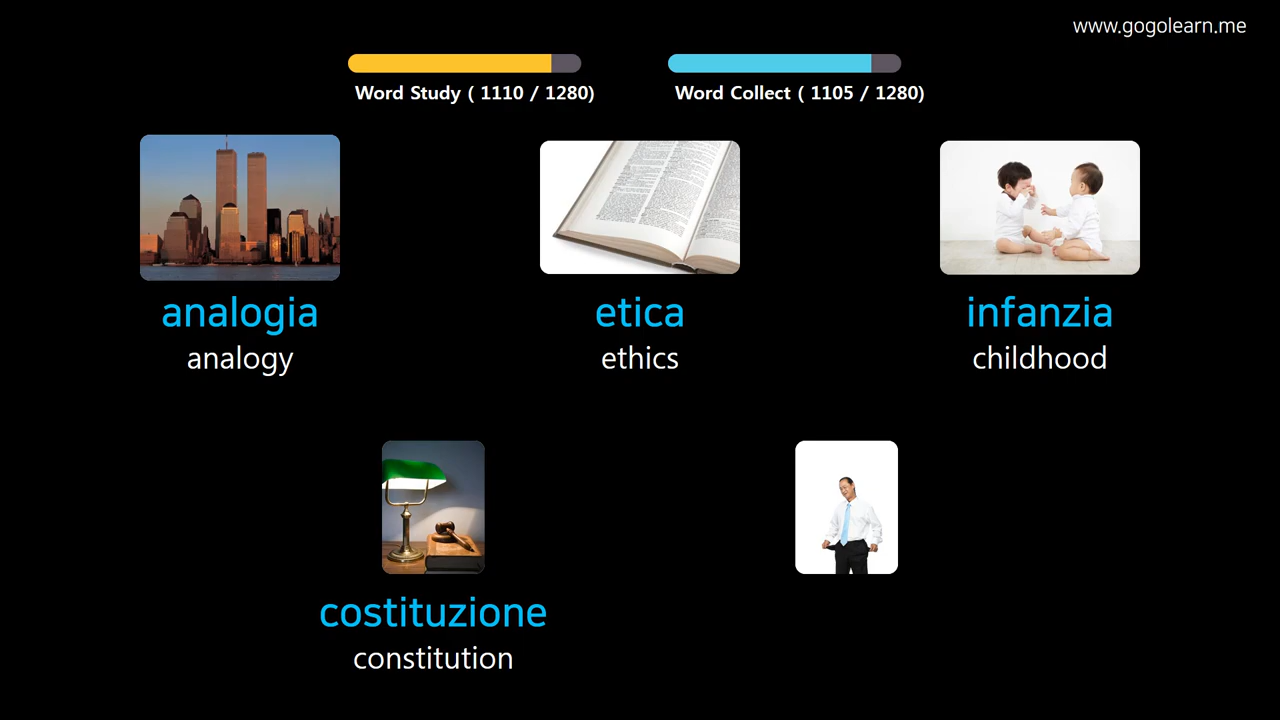 www.gogolearn.me
Word Study ( 1110 / 1280)
Word Collect ( 1105 / 1280)
analogia
analogy
etica
ethics
infanzia
childhood
costituzione
constitution